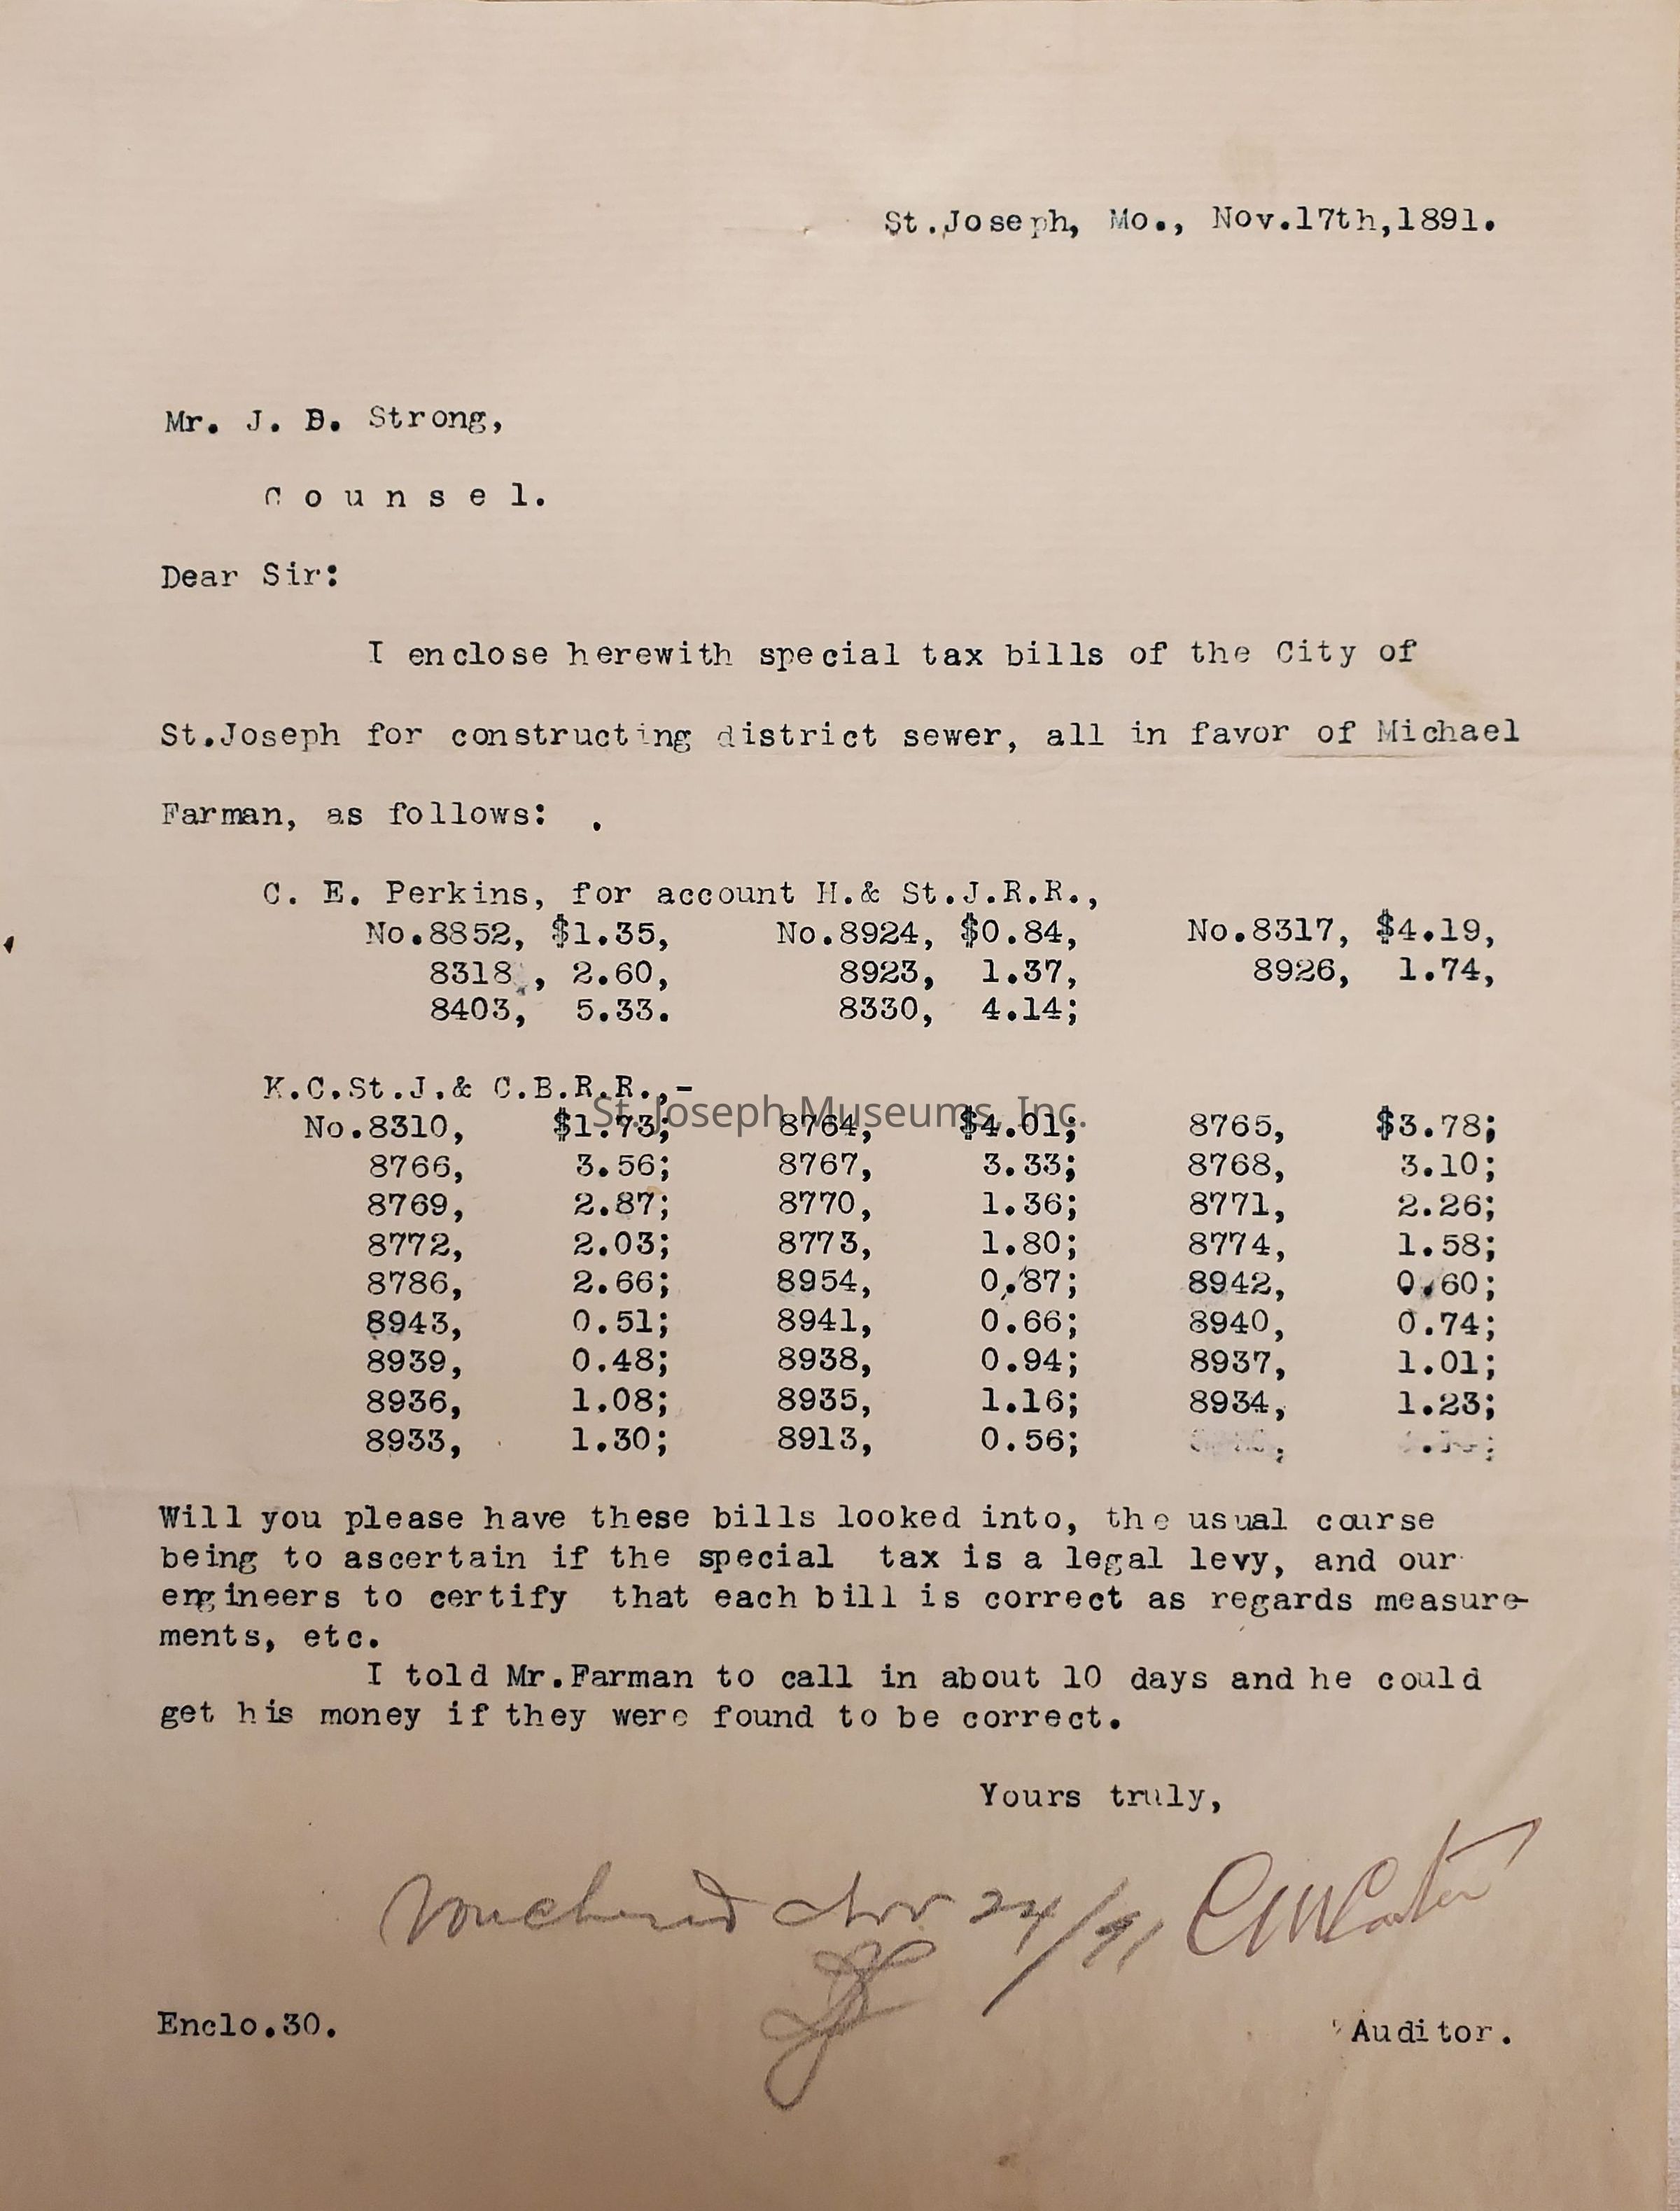 St.Joseph, Mo., Nov.17th,1891.
Mr. J. B. Strong,
C o u n s e l.
Dear Sir:
I enclose herewith special tax bills of the City of
St.Joseph for constructing district sewer, all in favor of Michael
Farman, as follows: .
C. E. Perkins, for account H.& St.J.R.R.,
No.8852, $1.35, No.8924, $0.84, No.8317, $4.19,
8318 , 2.60, 8923, 1.37, 8926, 1.74,
8403, 5.33. 8330, 4.14;
K.C.St.J.& C.B.R.R.,-
St. Joseph Museums, Inc.
No.8310, $1.73; 8764, $4.01; 8765, $3.78;
8766, 3.56; 8767, 3.33; 8768, 3.10;
8769, 2.87; 8770, 1.36; 8771, 2.26;
8772, 2.03; 8773, 1.80; 8774, 1.58;
8786, 2.66; 8954, 0.87; 8942, 0.60;
8943, 0.51; 8941, 0.66; 8940, 0.74;
8939, 0.48; 8938, 0.94; 8937, 1.01;
8936, 1.08; 8935, 1.16; 8934, 1.23;
8933, 1.30; 8913, 0.56;
Will you please have these bills looked into, the usual course
being to ascertain if the special tax is a legal levy, and our
engineers to certify that each bill is correct as regards measure-
ments, etc.
I told Mr.Farman to call in about 10 days and he could
get his money if they were found to be correct.
Yours truly,
Vouchered Nov 24/91 CMCarter
Enclo.30.
Auditor.